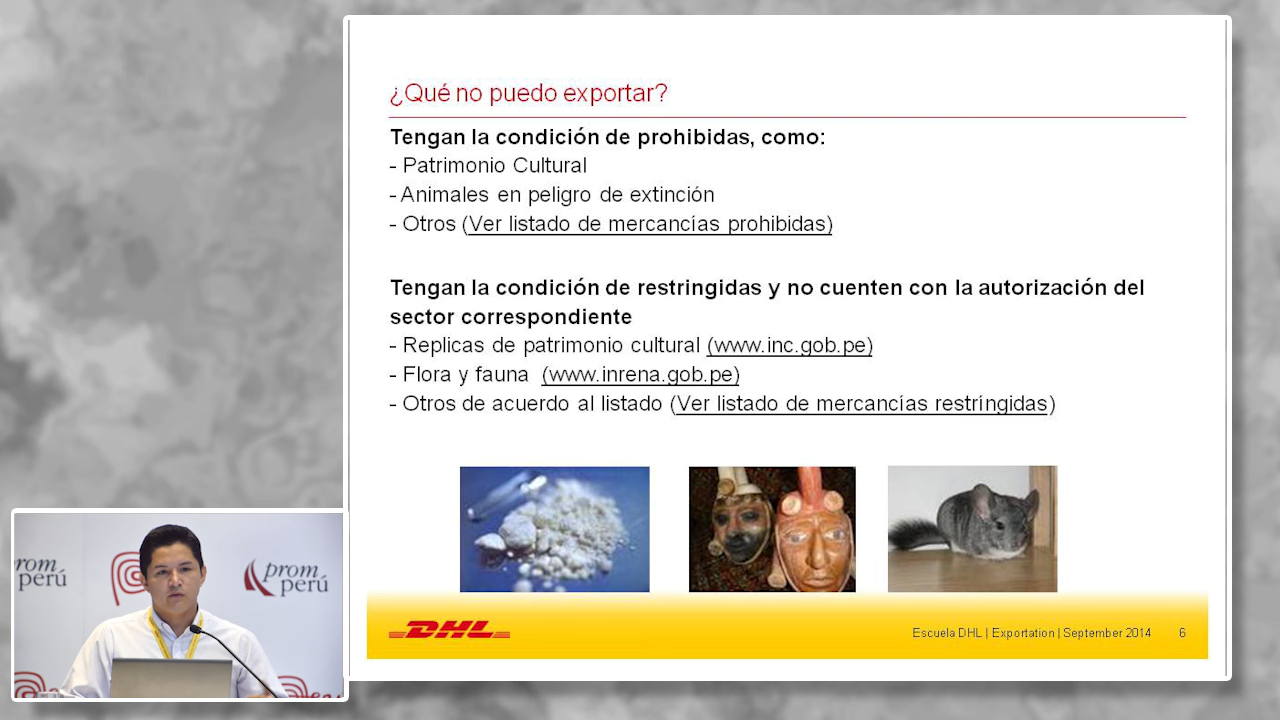 ¿Qué no puedo exportar?
Tengan la condición de prohibidas, como:
- Patrimonio Cultural
- Animales en peligro de extinción
- Otros (Ver listado de mercancías prohibidas)
Tengan la condición de restringidas y no cuenten con la autorización del
sector correspondiente
- Replicas de patrimonio cultural (www.inc.gob.pe)
- Flora y fauna (www.inrena.gob.pe)
- Otros de acuerdo al listado (Ver listado de mercancías restríngidas)
DHL
Escuela DHL | Exportation | September 2014 6
prom
perú